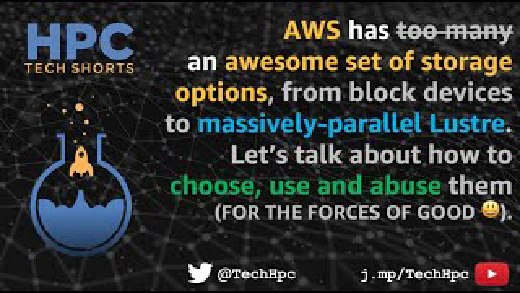 HPC
TECH SHORTS
AWS has too many
an awesome set of storage
options, from block devices
to massively-parallel Lustre.
Let's talk about how to
choose, use and abuse them
(FOR THE FORCES OF GOOD 😃).
@TechHpc
j.mp/TechHpc